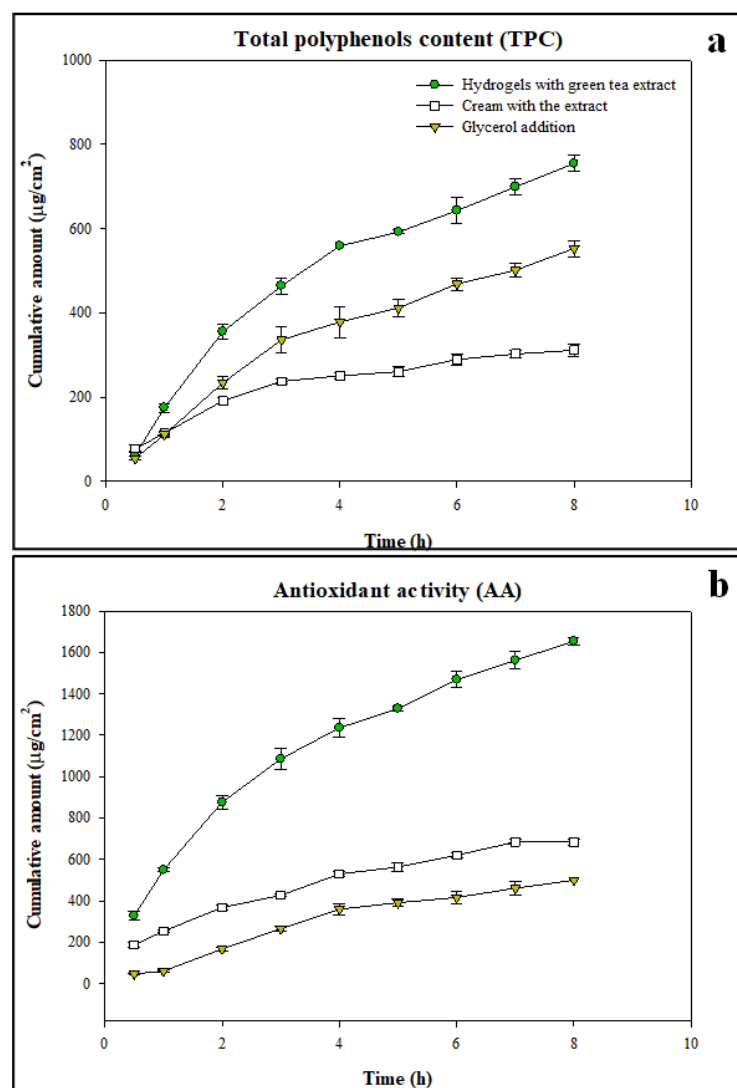 Total polyphenols content (TPC)
a
1000
800
600
400
200
0
Cumulative amount (μg/cm²)
Hydrogels with green tea extract
Cream with the extract
Glycerol addition
0 2 4 6 8 10
Time (h)
Antioxidant activity (AA)
b
1800
1600
1400
1200
1000
800
600
400
200
0
Cumulative amount (μg/cm²)
0 2 4 6 8 10
Time (h)